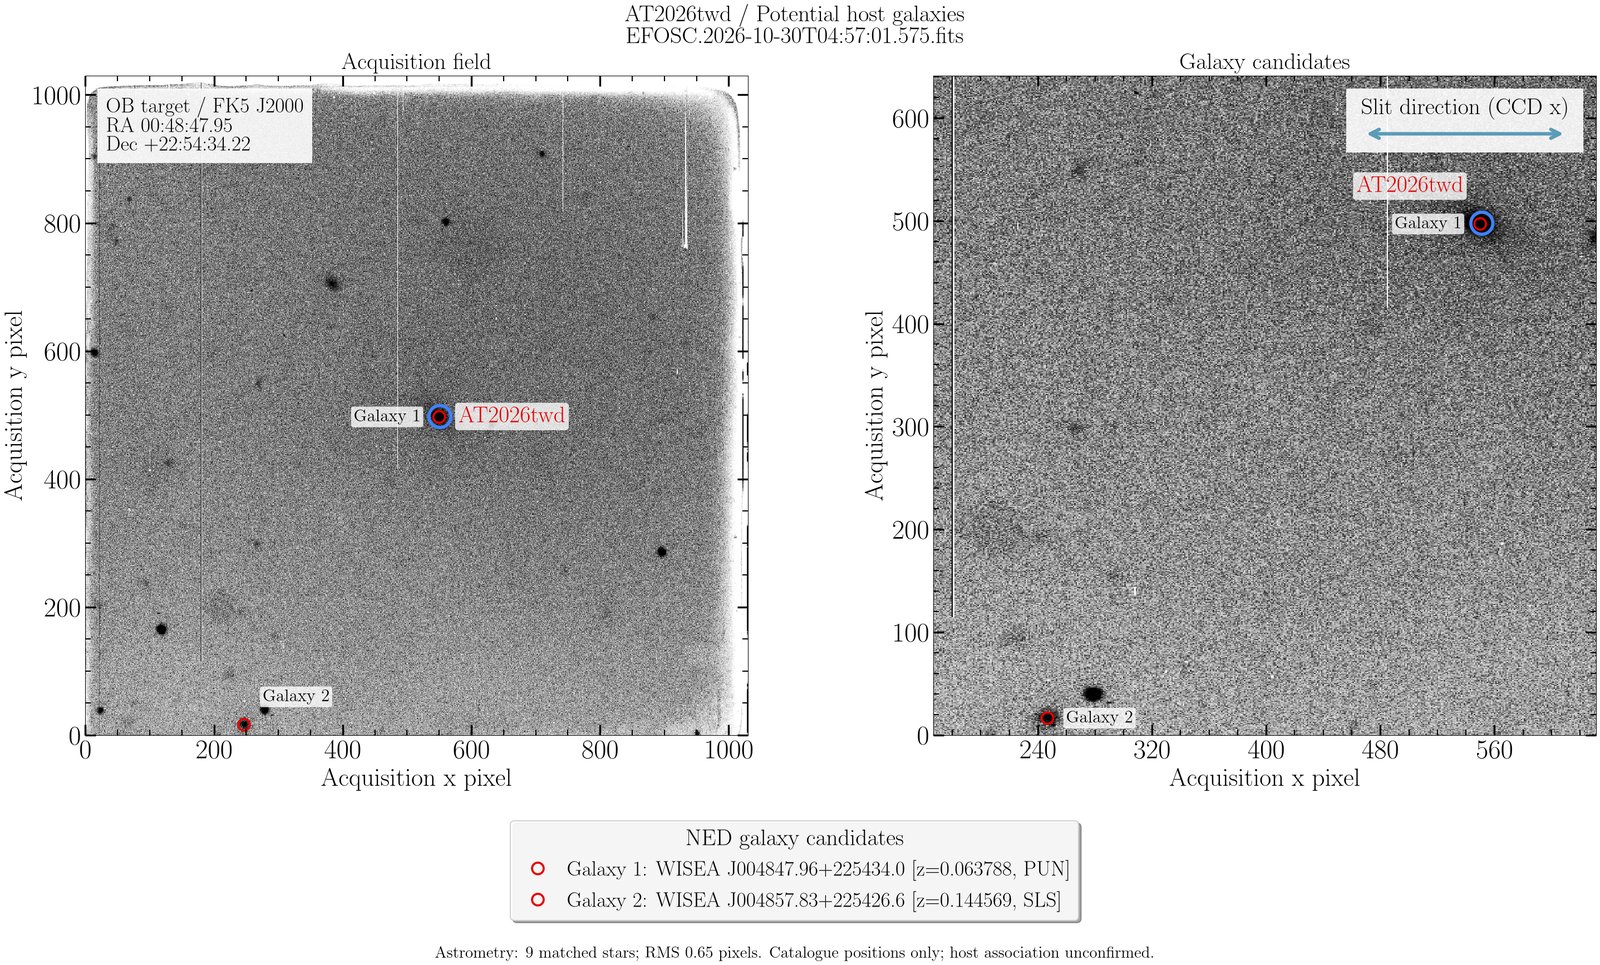 AT2026twd / Potential host galaxies
EFOSC.2026-10-30T04:57:01.575.fits
Acquisition field
OB target / FK5 J2000
RA 00:48:47.95
Dec +22:54:34.22
Galaxy 1
AT2026twd
Galaxy 2
1000
800
600
400
200
0
0
200
400
600
800
1000
Acquisition x pixel
Acquisition y pixel
Galaxy candidates
Slit direction (CCD x)
AT2026twd
Galaxy 1
Galaxy 2
600
500
400
300
200
100
0
240
320
400
480
560
Acquisition x pixel
Acquisition y pixel
NED galaxy candidates
Galaxy 1: WISEA J004847.96+225434.0 [z=0.063788, PUN]
Galaxy 2: WISEA J004857.83+225426.6 [z=0.144569, SLS]
Astrometry: 9 matched stars; RMS 0.65 pixels. Catalogue positions only; host association unconfirmed.